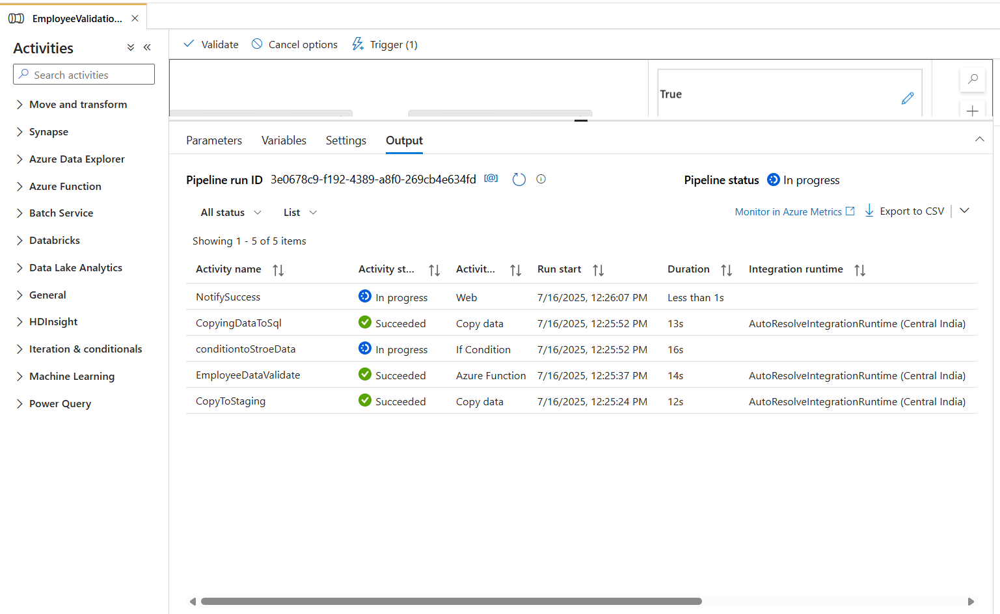 EmployeeValidatio...
Activities
Search activities
Move and transform
Synapse
Azure Data Explorer
Azure Function
Batch Service
Databricks
Data Lake Analytics
General
HDInsight
Iteration & conditionals
Machine Learning
Power Query
Validate Cancel options Trigger (1)
True
Parameters Variables Settings Output
Pipeline run ID 3e0678c9-f192-4389-a8f0-269cb4e634fd [@] Pipeline status In progress
All status List Monitor in Azure Metrics Export to CSV
Showing 1 - 5 of 5 items
Activity name Activity st... Activit... Run start Duration Integration runtime
NotifySuccess In progress Web 7/16/2025, 12:26:07 PM Less than 1s
CopyingDataToSql Succeeded Copy data 7/16/2025, 12:25:52 PM 13s AutoResolveIntegrationRuntime (Central India)
conditiontoStroeData In progress If Condition 7/16/2025, 12:25:52 PM 16s
EmployeeDataValidate Succeeded Azure Function 7/16/2025, 12:25:37 PM 14s AutoResolveIntegrationRuntime (Central India)
CopyToStaging Succeeded Copy data 7/16/2025, 12:25:24 PM 12s AutoResolveIntegrationRuntime (Central India)